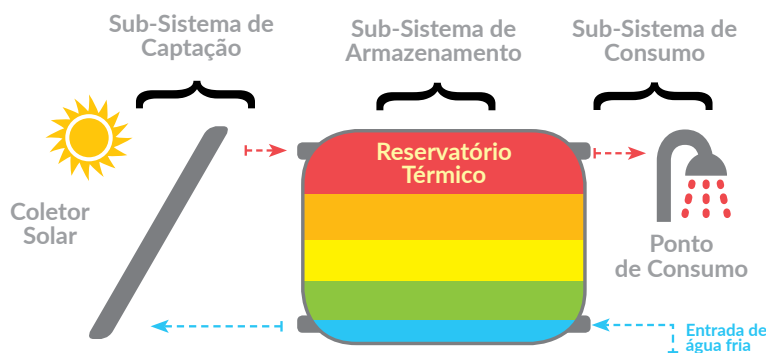 Sub-Sistema de
Captação
Sub-Sistema de
Armazenamento
Sub-Sistema de
Consumo
Reservatório
Térmico
Coletor
Solar
Ponto
de Consumo
Entrada de
água fria